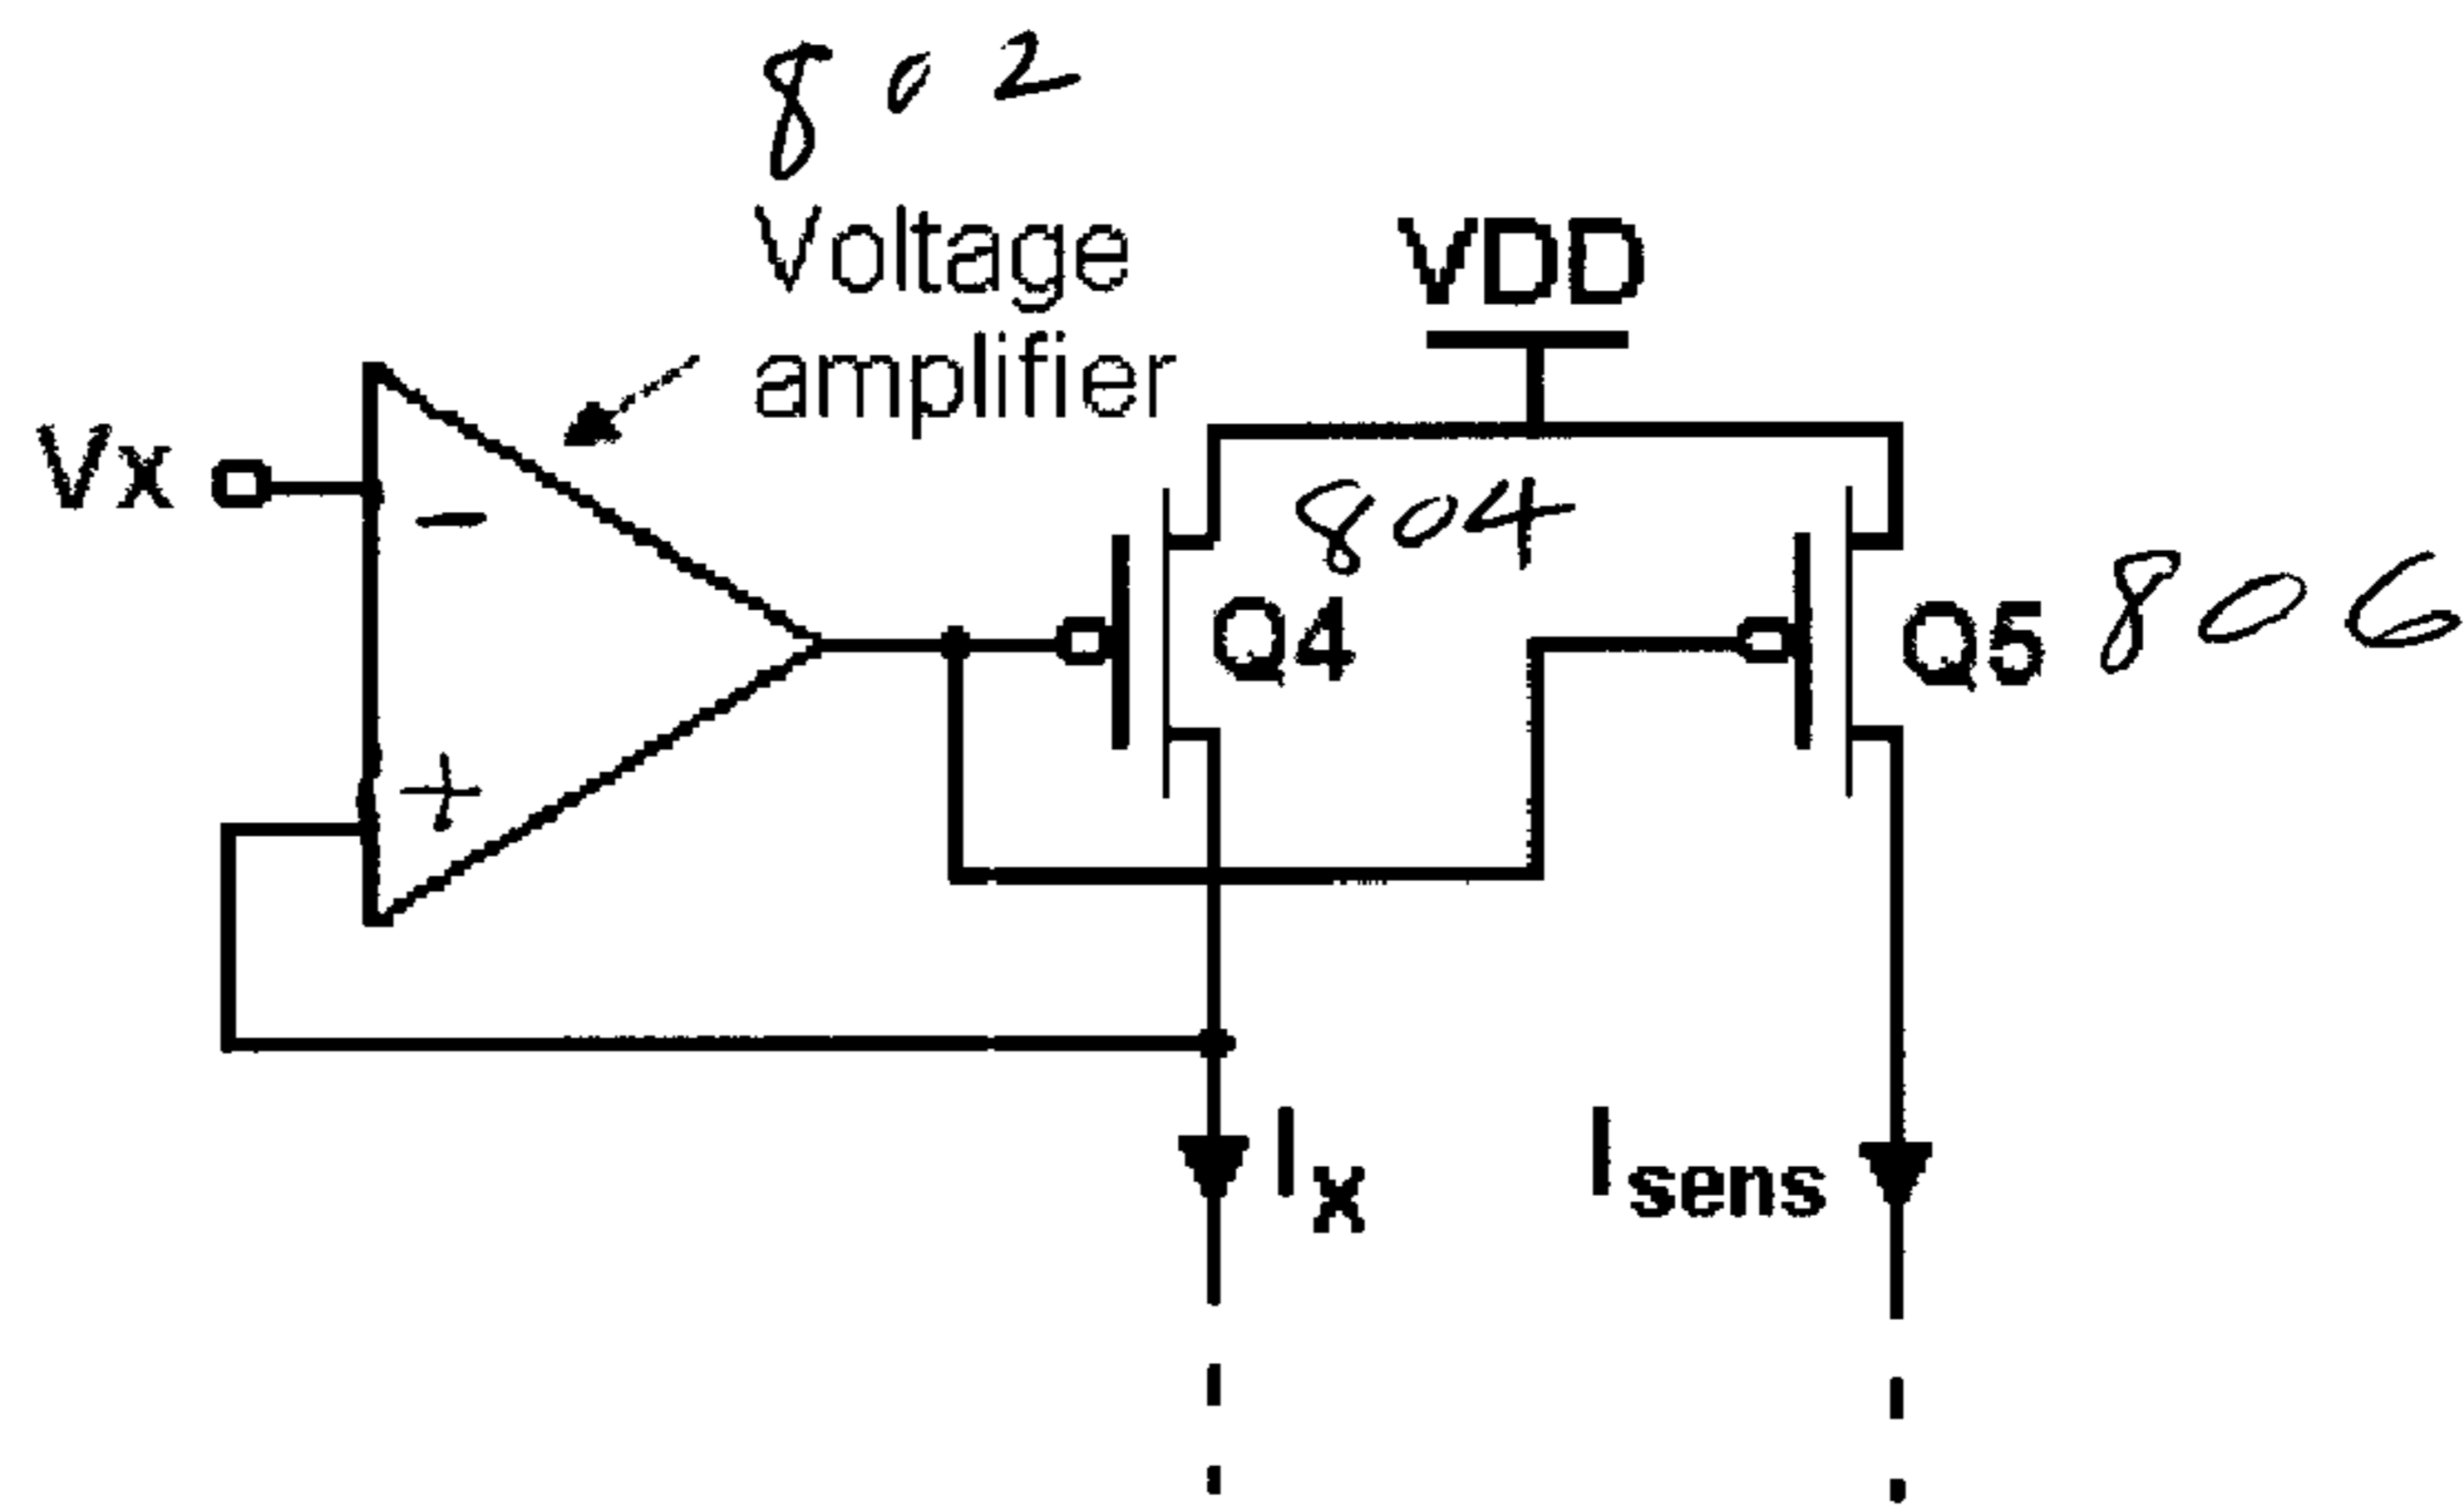 802
Voltage
amplifier
VDD
Vx
-
804
Q4
Q5 806
+
Ix
Isens